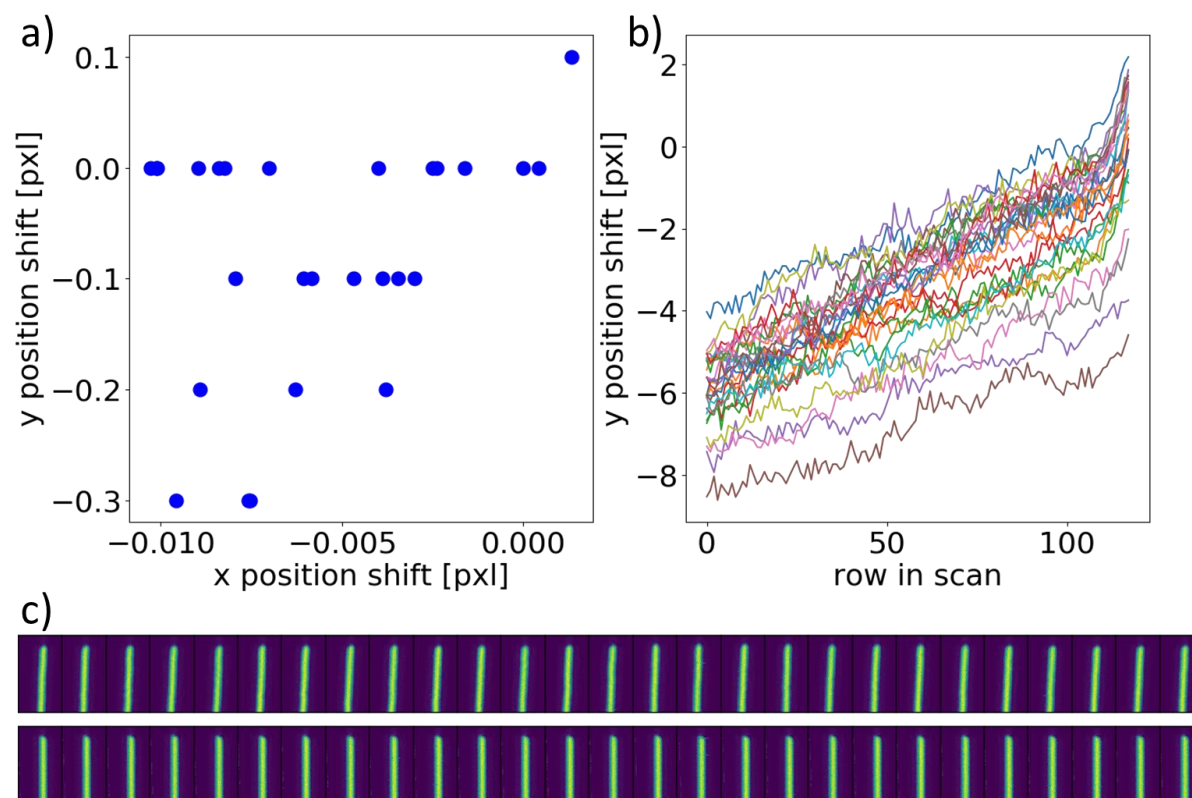 a)
0.1
0.0
−0.1
−0.2
−0.3
y position shift [pxl]
−0.010
−0.005
0.000
x position shift [pxl]
b)
2
0
−2
−4
−6
−8
y position shift [pxl]
0
50
100
row in scan
c)